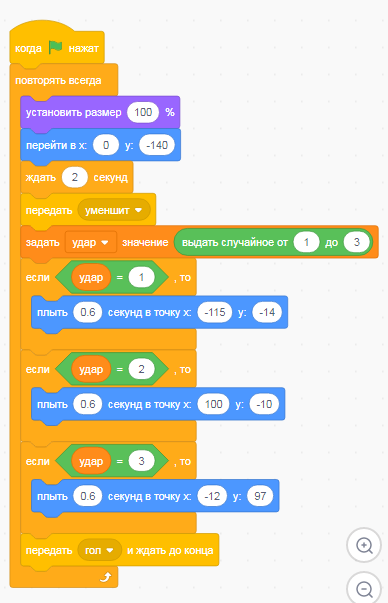 когда нажат
повторять всегда
установить размер 100 %
перейти в x: 0 y: -140
ждать 2 секунд
передать уменшит
задать удар значение выдать случайное от 1 до 3
если удар = 1 , то
плыть 0.6 секунд в точку x: -115 y: -14
если удар = 2 , то
плыть 0.6 секунд в точку x: 100 y: -10
если удар = 3 , то
плыть 0.6 секунд в точку x: -12 y: 97
передать гол и ждать до конца